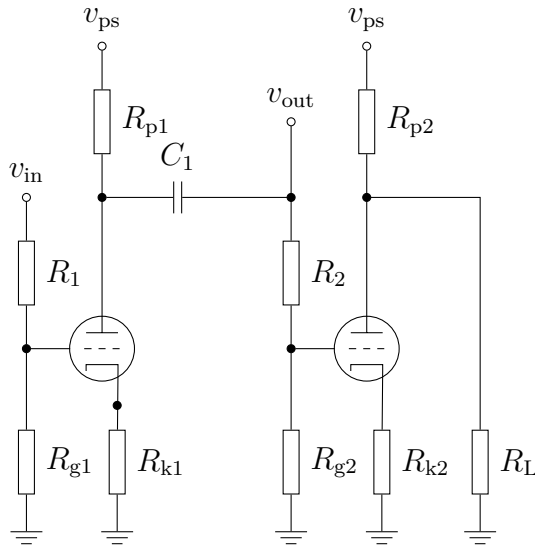 v_ps
v_ps
R_p1
v_out
R_p2
C_1
v_in
R_1
R_2
R_g1
R_k1
R_g2
R_k2
R_L